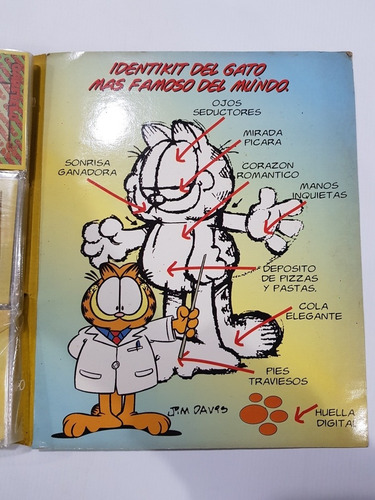 IDENTIKIT DEL GATO
MAS FAMOSO DEL MUNDO.
OJOS
SEDUCTORES
MIRADA
PICARA
SONRISA
GANADORA
CORAZON
ROMANTICO
MANOS
INQUIETAS
DEPOSITO
DE PIZZAS
Y PASTAS.
COLA
ELEGANTE
PIES
TRAVIESOS
JIM DAVIS
HUELLA
DIGITAL